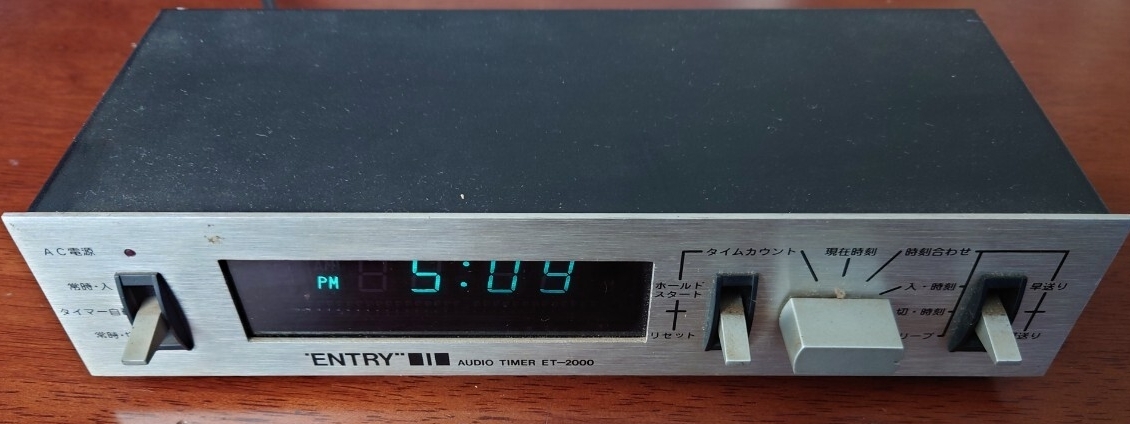 AC電源
常時・入
タイマー自
常時・
PM 5:09
"ENTRY" AUDIO TIMER ET-2000
タイムカウント
ホールド
スタート
リセット
現在時刻
時刻合わせ
入・時刻
切・時刻
リープ
早送り
送り